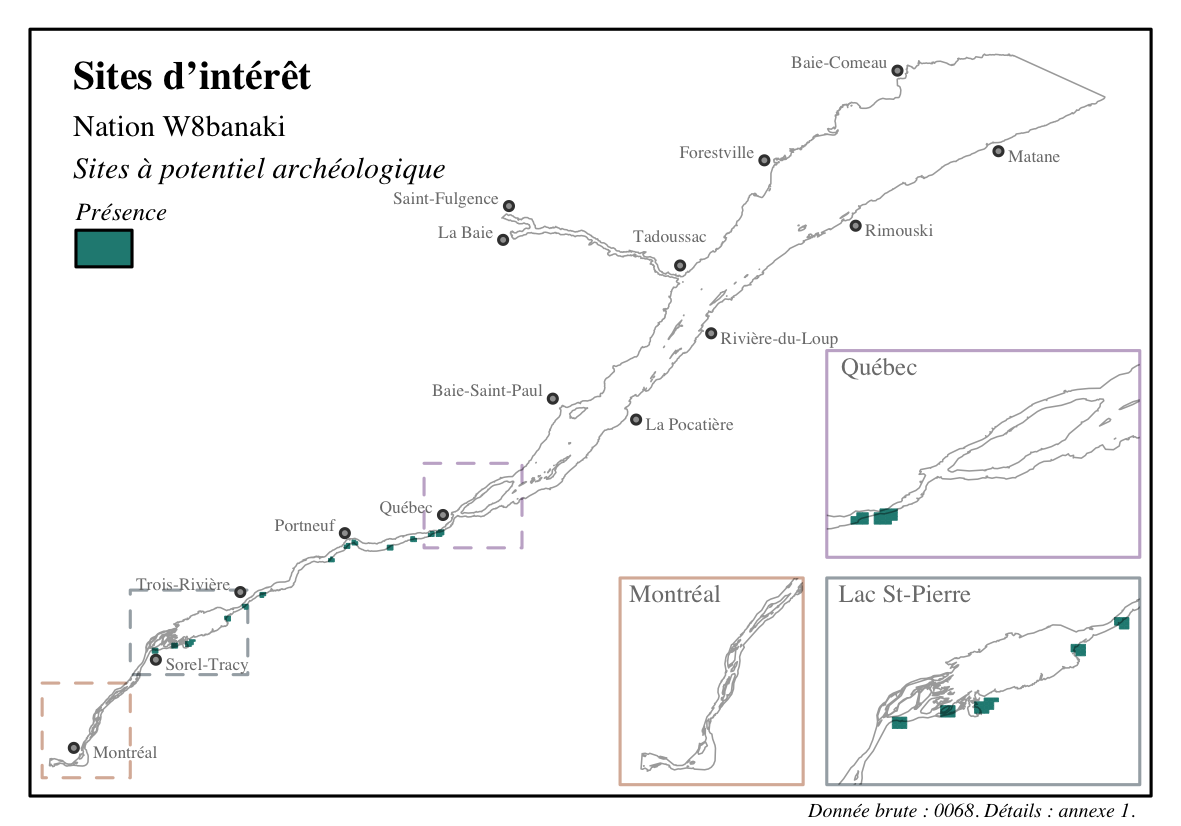 Sites d’intérêt
Nation W8banaki
Sites à potentiel archéologique
Présence
Baie-Comeau
Forestville
Matane
Saint-Fulgence
La Baie
Tadoussac
Rimouski
Rivière-du-Loup
Baie-Saint-Paul
La Pocatière
Québec
Portneuf
Trois-Rivière
Sorel-Tracy
Montréal
Québec
Montréal
Lac St-Pierre
Donnée brute : 0068. Détails : annexe 1.